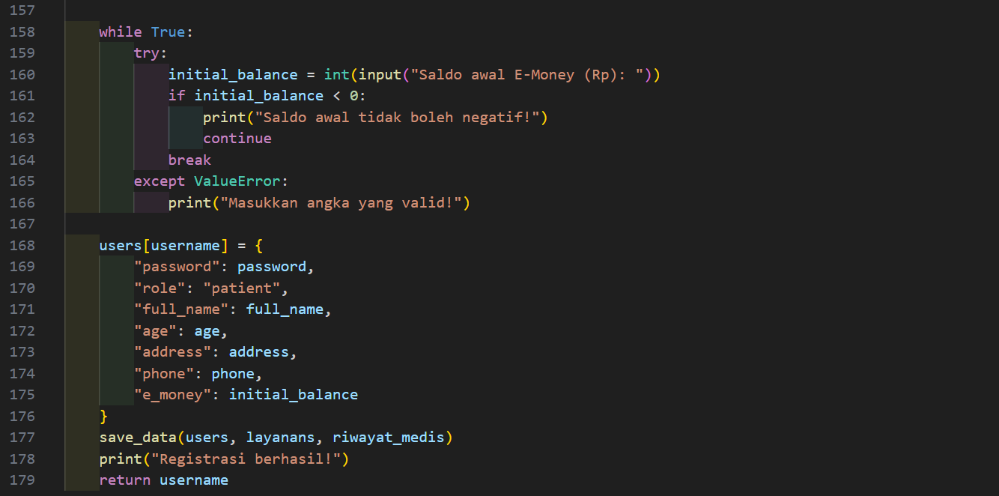 157
158 while True:
159 try:
160 initial_balance = int(input("Saldo awal E-Money (Rp): "))
161 if initial_balance < 0:
162 print("Saldo awal tidak boleh negatif!")
163 continue
164 break
165 except ValueError:
166 print("Masukkan angka yang valid!")
167
168 users[username] = {
169 "password": password,
170 "role": "patient",
171 "full_name": full_name,
172 "age": age,
173 "address": address,
174 "phone": phone,
175 "e_money": initial_balance
176 }
177 save_data(users, layanans, riwayat_medis)
178 print("Registrasi berhasil!")
179 return username